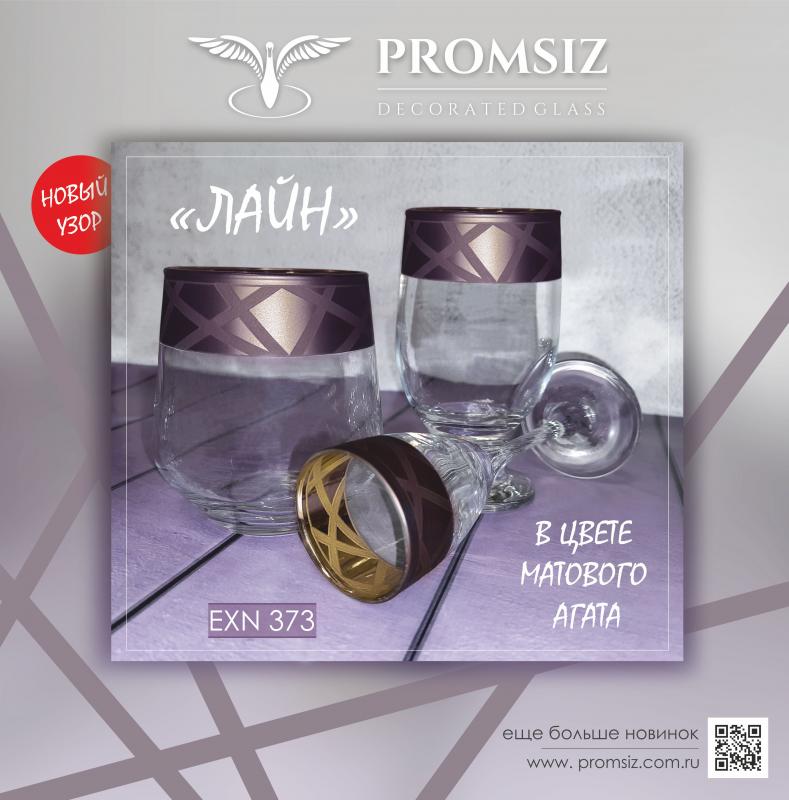 PROMSIZ
DECORATED GLASS
НОВЫЙ
УЗОР
«ЛАЙН»
В ЦВЕТЕ
МАТОВОГО
АГАТА
EXN 373
еще больше новинок
www. promsiz.com.ru